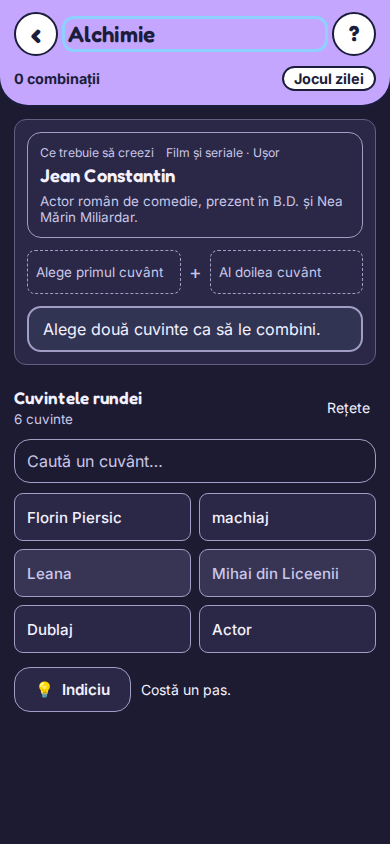 Alchimie
?
0 combinații
Jocul zilei
Ce trebuie să creezi Film și seriale · Ușor
Jean Constantin
Actor român de comedie, prezent în B.D. și Nea
Mărin Miliardar.
Alege primul cuvânt + Al doilea cuvânt
Alege două cuvinte ca să le combini.
Cuvintele rundei
6 cuvinte
Rețete
Caută un cuvânt...
Florin Piersic
machiaj
Leana
Mihai din Liceenii
Dublaj
Actor
Indiciu
Costă un pas.